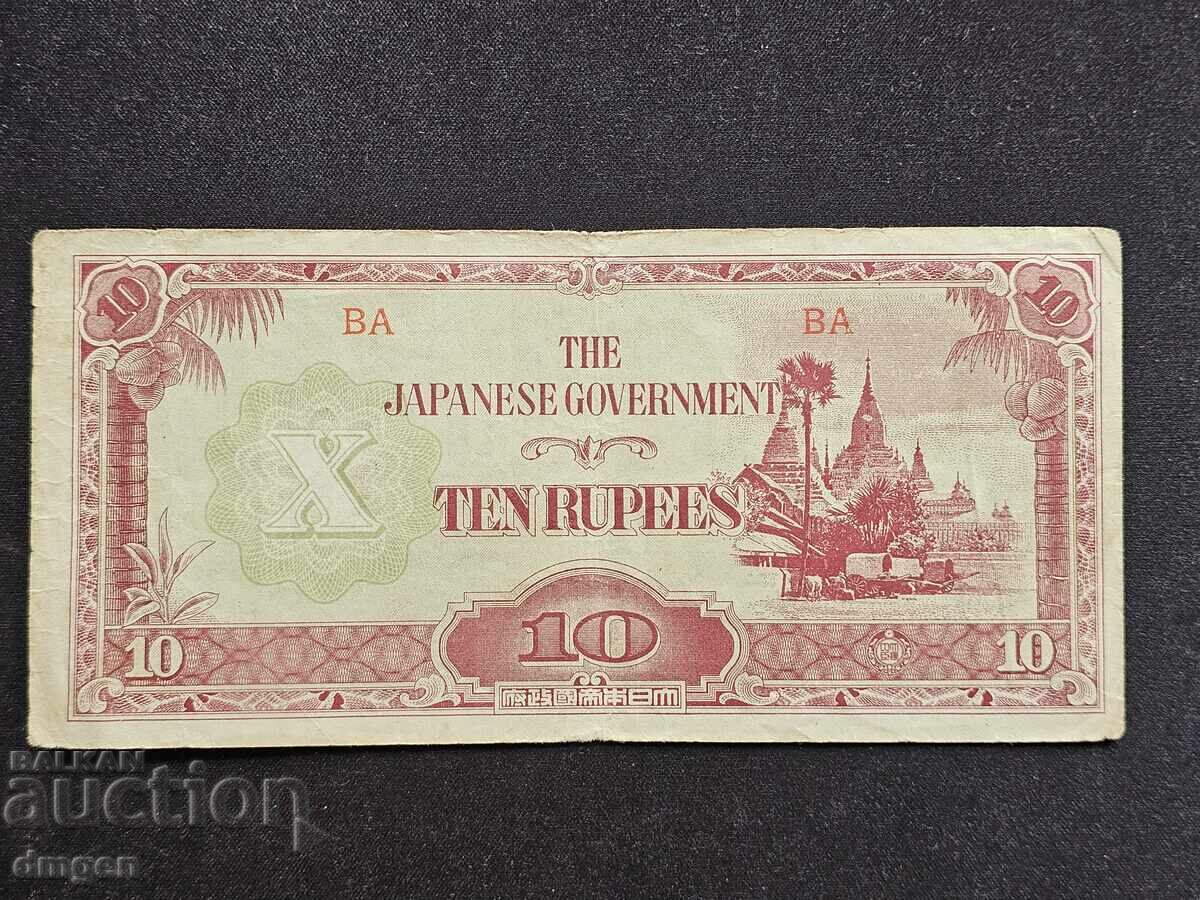 10 10
BA BA
THE
JAPANESE GOVERNMENT
X
TEN RUPEES
10 10 10
府政國帝本日大
BALKAN
auction
dmgen